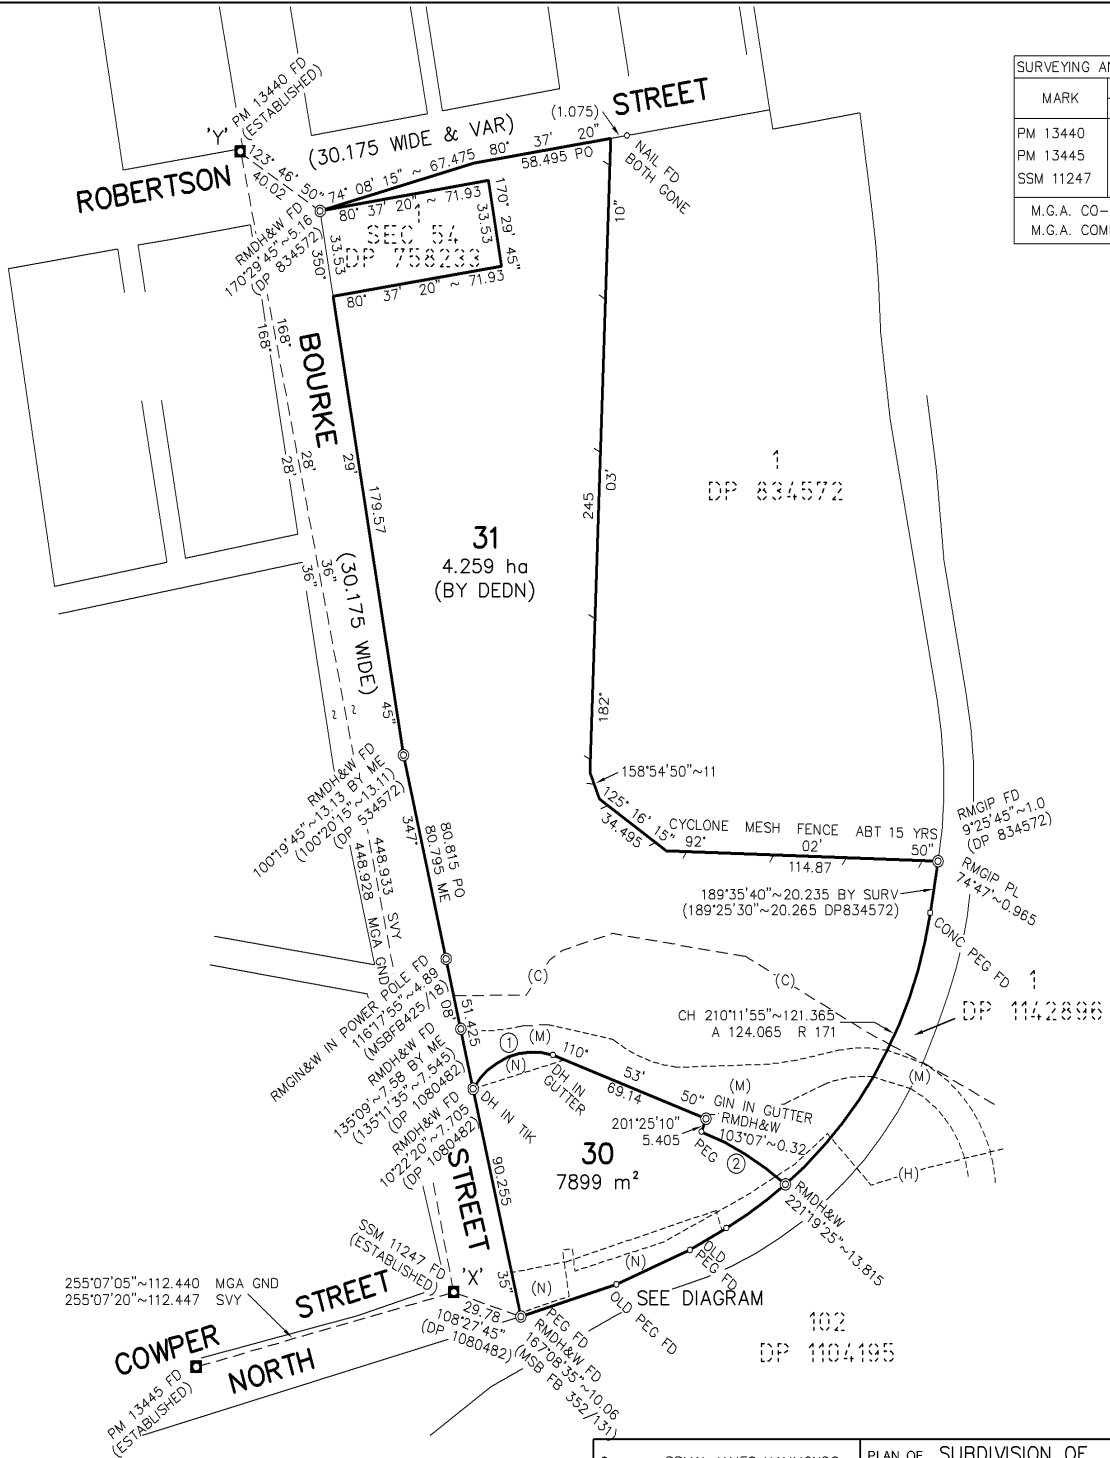 SURVEYING AN
MARK
PM 13440
PM 13445
SSM 11247
M.G.A. CO-
M.G.A. COM
'Y' PM 13440 FD
(ESTABLISHED)
123° 46' 50"
40.02
ROBERTSON
(30.175 WIDE & VAR)
STREET
(1.075)
NAIL FD
BOTH GONE
74° 08' 15" ~ 67.475
80° 37' 20"
58.495 PO
80° 37' 20" ~ 71.93
170° 29' 45"
33.53
1
SEC 54
DP 758233
33.53
80° 37' 20" ~ 71.93
RMDH&W FD
170°29'45"~5.16
(DP 834572)
350°
29'
45"
179.57
168°
168°
28'
28'
36"
36"
~
~
BOURKE
(30.175 WIDE)
10"
03'
245
182°
1
DP 834572
31
4.259 ha
(BY DEDN)
158°54'50"~11
125° 16' 15"
34.495
CYCLONE MESH FENCE ABT 15 YRS
92° 02' 50"
114.87
RMGIP FD
9°25'45"~1.0
(DP 834572)
RMGIP PL
74°47'~0.965
189°35'40"~20.235 BY SURV
(189°25'30"~20.265 DP834572)
CONC PEG FD
RMDH&W FD
100°19'45"~13.13 BY ME
(100°20'15"~13.11)
(DP 534572)
448.933 SVY
448.928 MGA GND
347°
80.815 PO
80.795 ME
(C)
(C)
1
DP 1142896
CH 210°11'55"~121.365
A 124.065 R 171
RMGIN&W IN POWER POLE FD
116°17'55"~4.89
(MSBFB425/18)
08'
51.425
RMDH&W FD
135°09'~7.58 BY ME
(135°11'35"~7.545)
(DP 1080482)
RMDH&W FD
10°22'20"~7.705
(DP 1080482)
DH IN TIK
1
(M)
(N)
DH IN
GUTTER
110° 53' 50"
69.14
(M)
(M)
GIN IN GUTTER
RMDH&W
103°07'~0.32
201°25'10"
5.405
PEG
2
30
7899 m²
90.255
35"
STREET
(H)
RMDH&W
221°19'25"~13.815
(N)
(N)
OLD
PEG FD
OLD PEG FD
SEE DIAGRAM
SSM 11247 FD
(ESTABLISHED)
'X'
29.78
108°27'45"
(DP 1080482)
PEG FD
RMDH&W FD
167°08'35"~10.06
(MSB FB 352/131)
255°07'05"~112.440 MGA GND
255°07'20"~112.447 SVY
COWPER STREET
NORTH
PM 13445 FD
(ESTABLISHED)
102
DP 1104195
PLAN OF SUBDIVISION OF